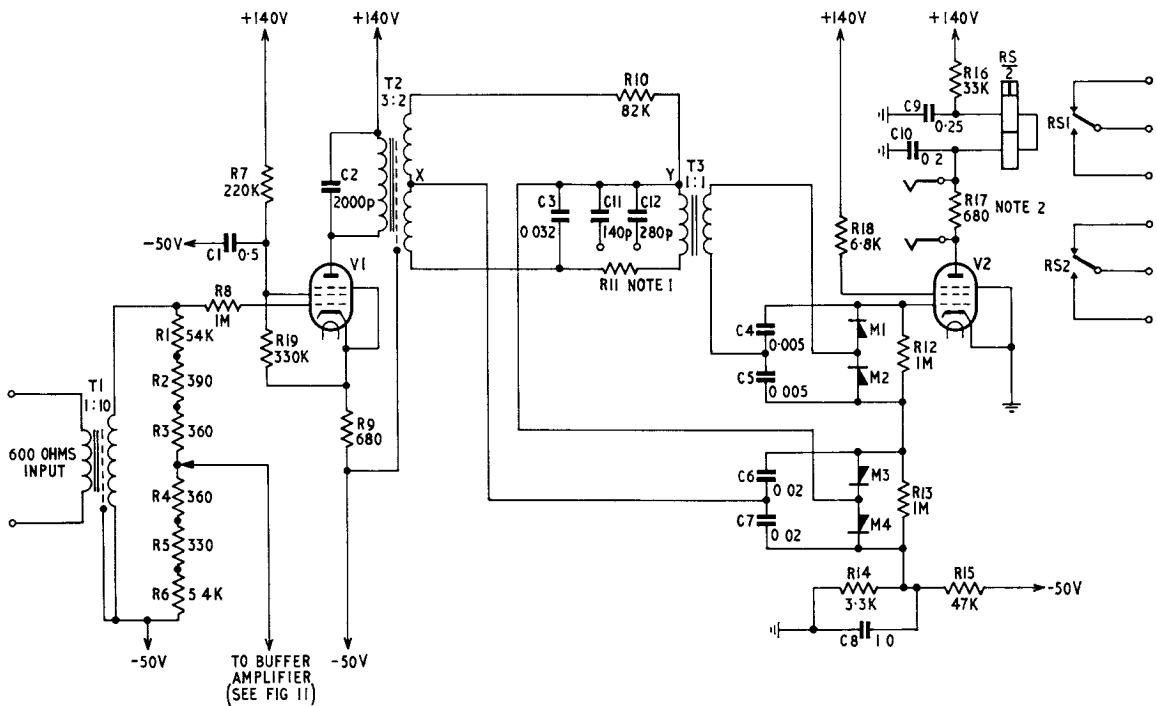 +140V
+140V
+140V
+140V
T2
3:2
R10
82K
R16
33K
RS
2
C9
0·25
C10
0 2
RS1
R7
220K
C2
2000p
X
Y
T3
1:1
C3
0 032
C11
140p
C12
280p
R18
6·8K
R17
680
NOTE 2
-50V
C1
0·5
V1
R11 NOTE 1
V2
RS2
R8
1M
R1
54K
R19
330K
C4
0·005
M1
R12
1M
C5
0·005
M2
R2
390
T1
1:10
R3
360
R9
680
600 OHMS
INPUT
R4
360
C6
0 02
M3
R13
1M
C7
0 02
M4
R5
330
R6
5 4K
R14
3·3K
R15
47K
-50V
C8
1 0
-50V
TO BUFFER
AMPLIFIER
(SEE FIG 11)
-50V